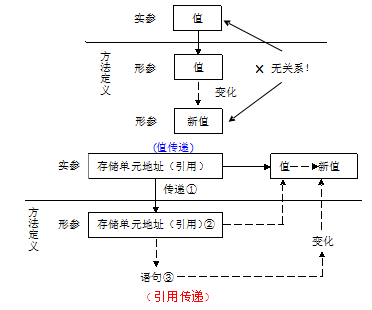 实参 值
方法定义
形参 值
× 无关系!
变化
形参 新值
(值传递)
实参 存储单元地址(引用) 值 新值
传递①
方法定义
形参 存储单元地址(引用)②
变化
语句③
(引用传递)